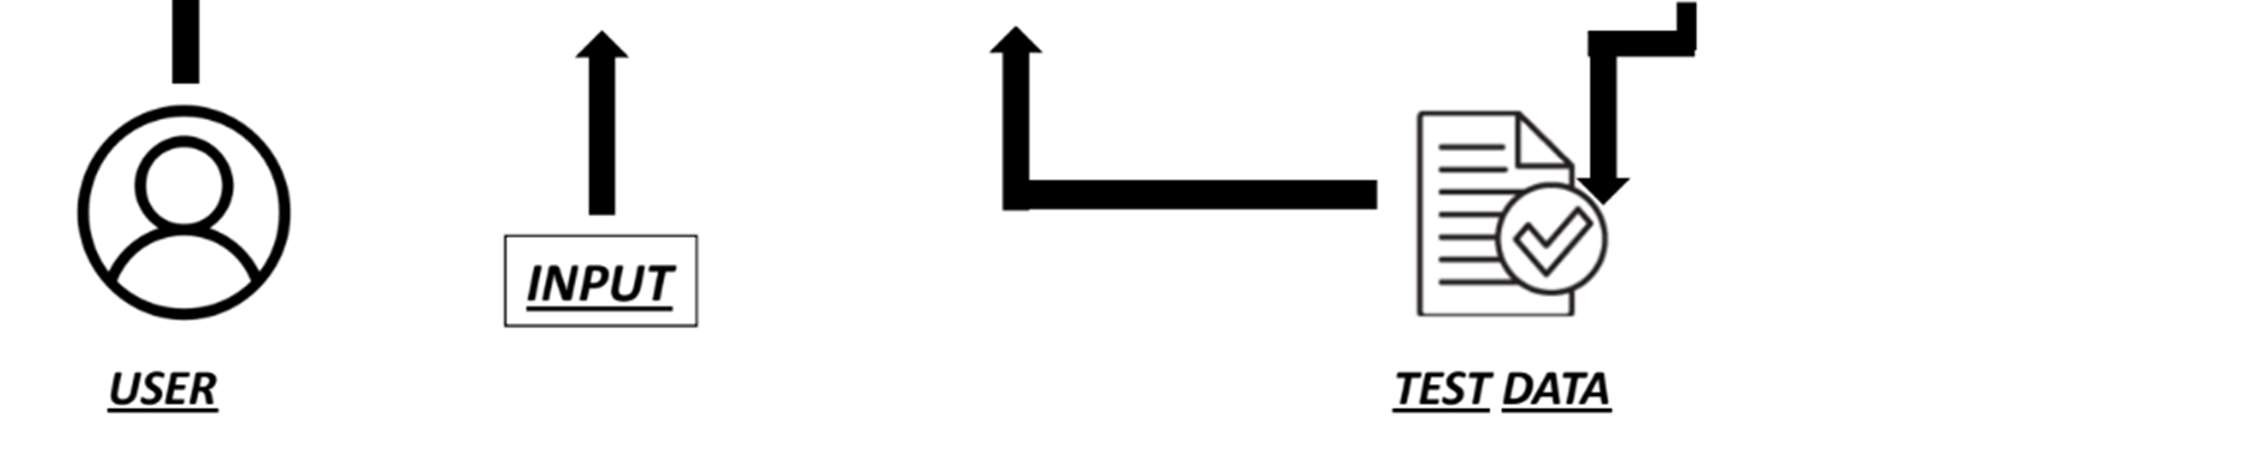 INPUT
USER
TEST DATA